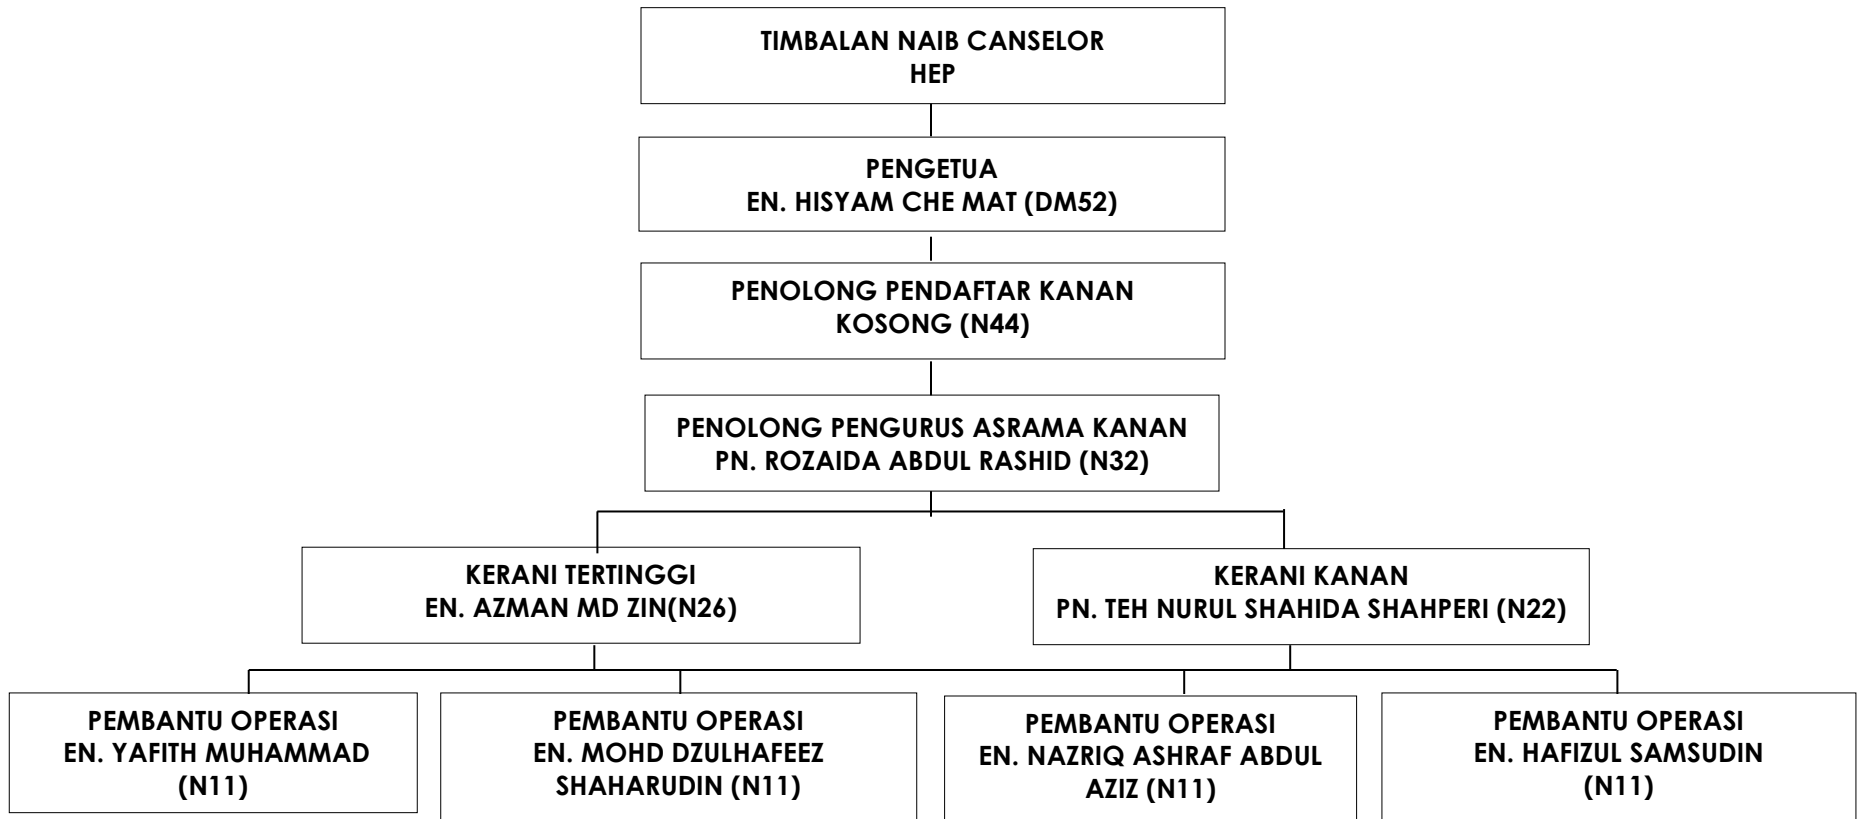 TIMBALAN NAIB CANSELOR
HEP
PENGETUA
EN. HISYAM CHE MAT (DM52)
PENOLONG PENDAFTAR KANAN
KOSONG (N44)
PENOLONG PENGURUS ASRAMA KANAN
PN. ROZAIDA ABDUL RASHID (N32)
KERANI TERTINGGI
EN. AZMAN MD ZIN(N26)
KERANI KANAN
PN. TEH NURUL SHAHIDA SHAHPERI (N22)
PEMBANTU OPERASI
EN. YAFITH MUHAMMAD
(N11)
PEMBANTU OPERASI
EN. MOHD DZULHAFEEZ
SHAHARUDIN (N11)
PEMBANTU OPERASI
EN. NAZRIQ ASHRAF ABDUL
AZIZ (N11)
PEMBANTU OPERASI
EN. HAFIZUL SAMSUDIN
(N11)